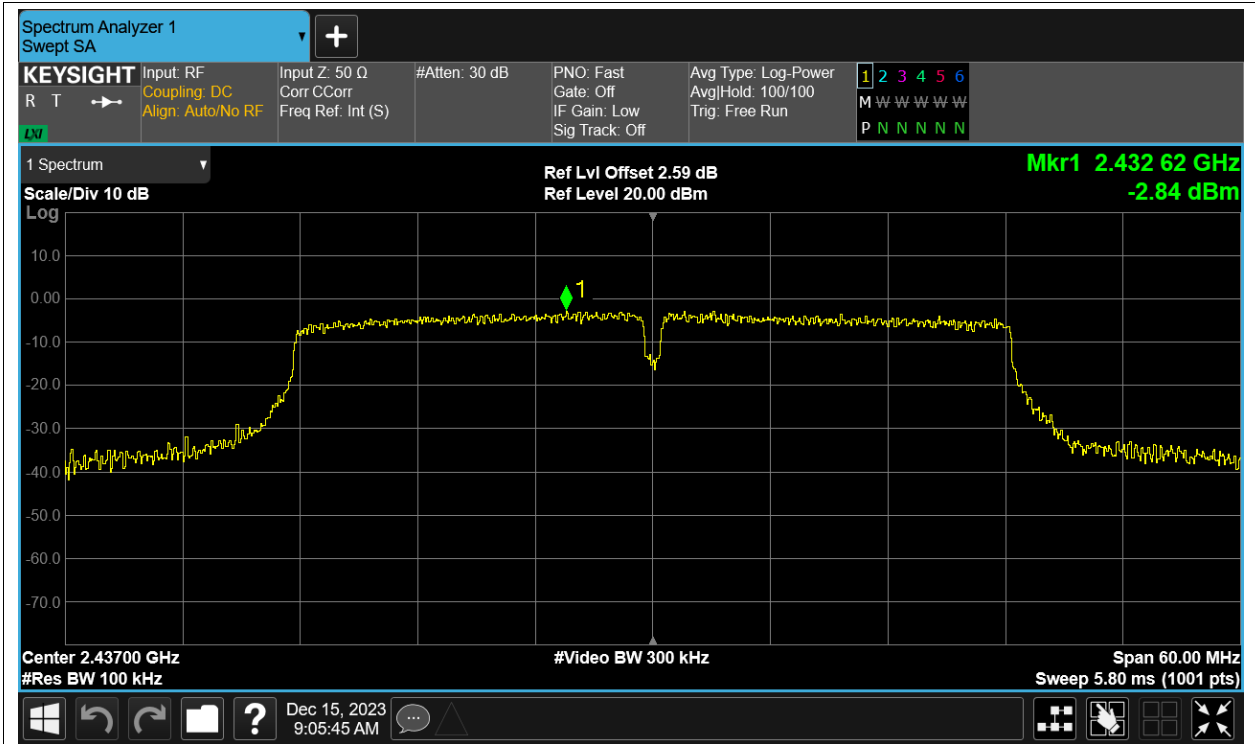 Spectrum Analyzer 1
Swept SA
+
KEYSIGHT
R T
LXI
Input: RF
Coupling: DC
Align: Auto/No RF
Input Z: 50 Ω
Corr CCorr
Freq Ref: Int (S)
#Atten: 30 dB
PNO: Fast
Gate: Off
IF Gain: Low
Sig Track: Off
Avg Type: Log-Power
Avg|Hold: 100/100
Trig: Free Run
1 2 3 4 5 6
M W W W W W
P N N N N N
1 Spectrum
Scale/Div 10 dB
Ref Lvl Offset 2.59 dB
Ref Level 20.00 dBm
Mkr1 2.432 62 GHz
-2.84 dBm
Log
10.0
0.00
-10.0
-20.0
-30.0
-40.0
-50.0
-60.0
-70.0
1
Center 2.43700 GHz
#Res BW 100 kHz
#Video BW 300 kHz
Span 60.00 MHz
Sweep 5.80 ms (1001 pts)
?
Dec 15, 2023
9:05:45 AM